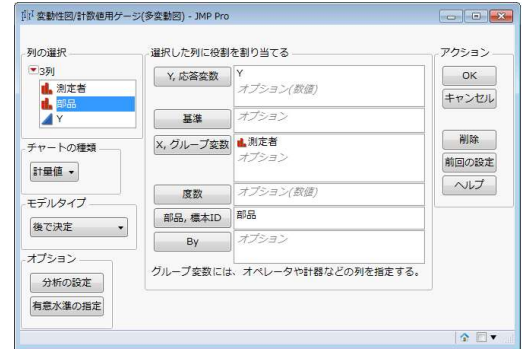 変動性図/計数値用ゲージ(多変動図) - JMP Pro
列の選択
3列
測定者
部品
Y
チャートの種類
計量値
モデルタイプ
後で決定
オプション
分析の設定
有意水準の指定
選択した列に役割を割り当てる
Y, 応答変数
Y
オプション(数値)
基準
オプション
X, グループ変数
測定者
オプション
度数
オプション(数値)
部品, 標本ID
部品
By
オプション
グループ変数には、オペレータや計器などの列を指定する。
アクション
OK
キャンセル
削除
前回の設定
ヘルプ